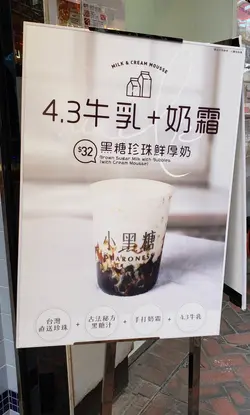 MILK & CREAM MOUSSE
4.3牛乳+奶霜
$32
黑糖珍珠鮮厚奶
Brown Sugar Milk with Bubbles
(with Cream Mousse)
小黑糖
PHARONESS
台灣
直送珍珠
+
古法秘方
黑糖汁
+
手打奶霜
+
4.3牛乳